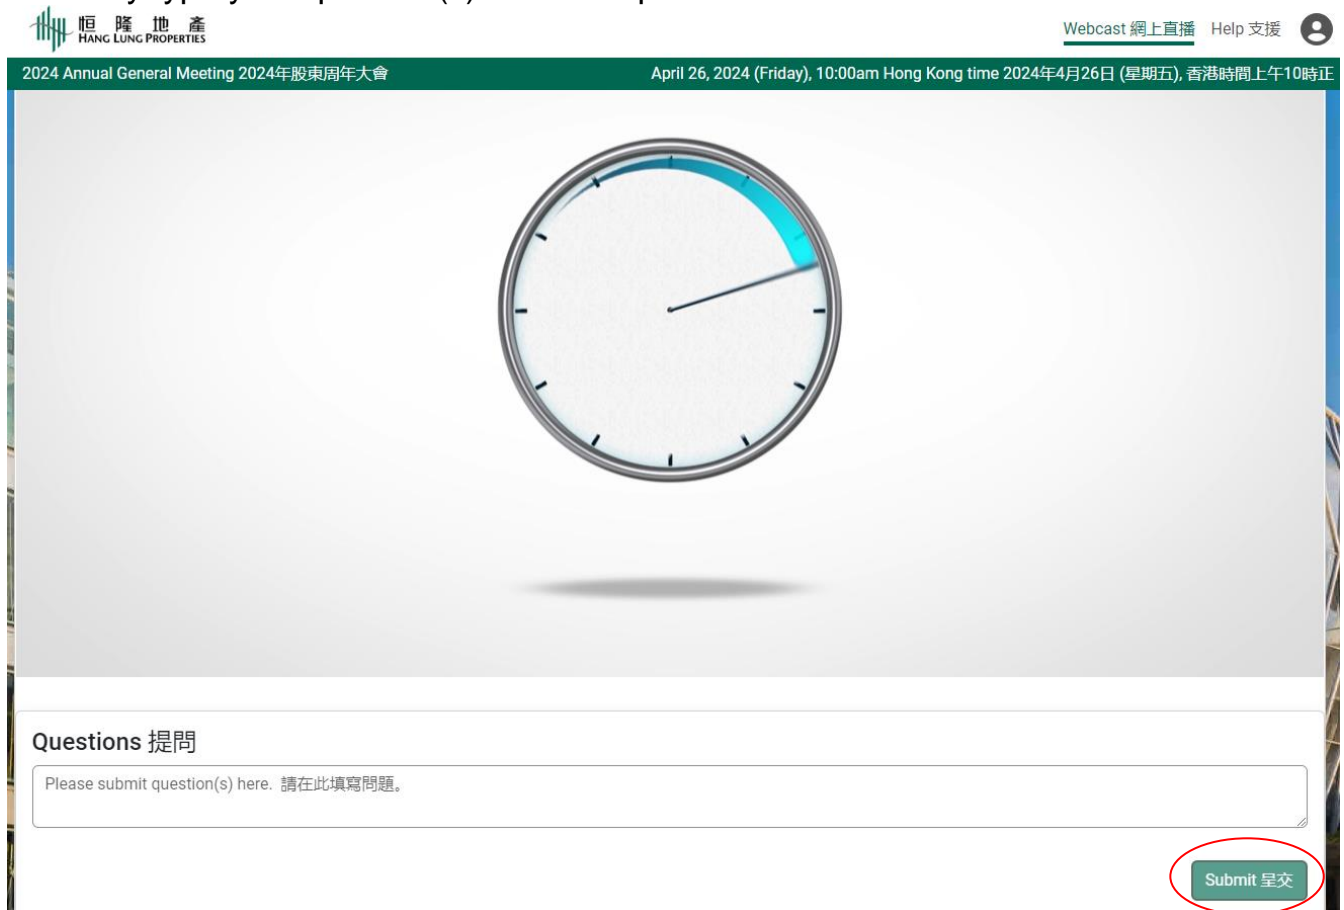 恒隆地產
HANG LUNG PROPERTIES
Webcast 網上直播 Help 支援
2024 Annual General Meeting 2024年股東周年大會
April 26, 2024 (Friday), 10:00am Hong Kong time 2024年4月26日 (星期五), 香港時間上午10時正
Questions 提問
Please submit question(s) here. 請在此填寫問題。
Submit 呈交